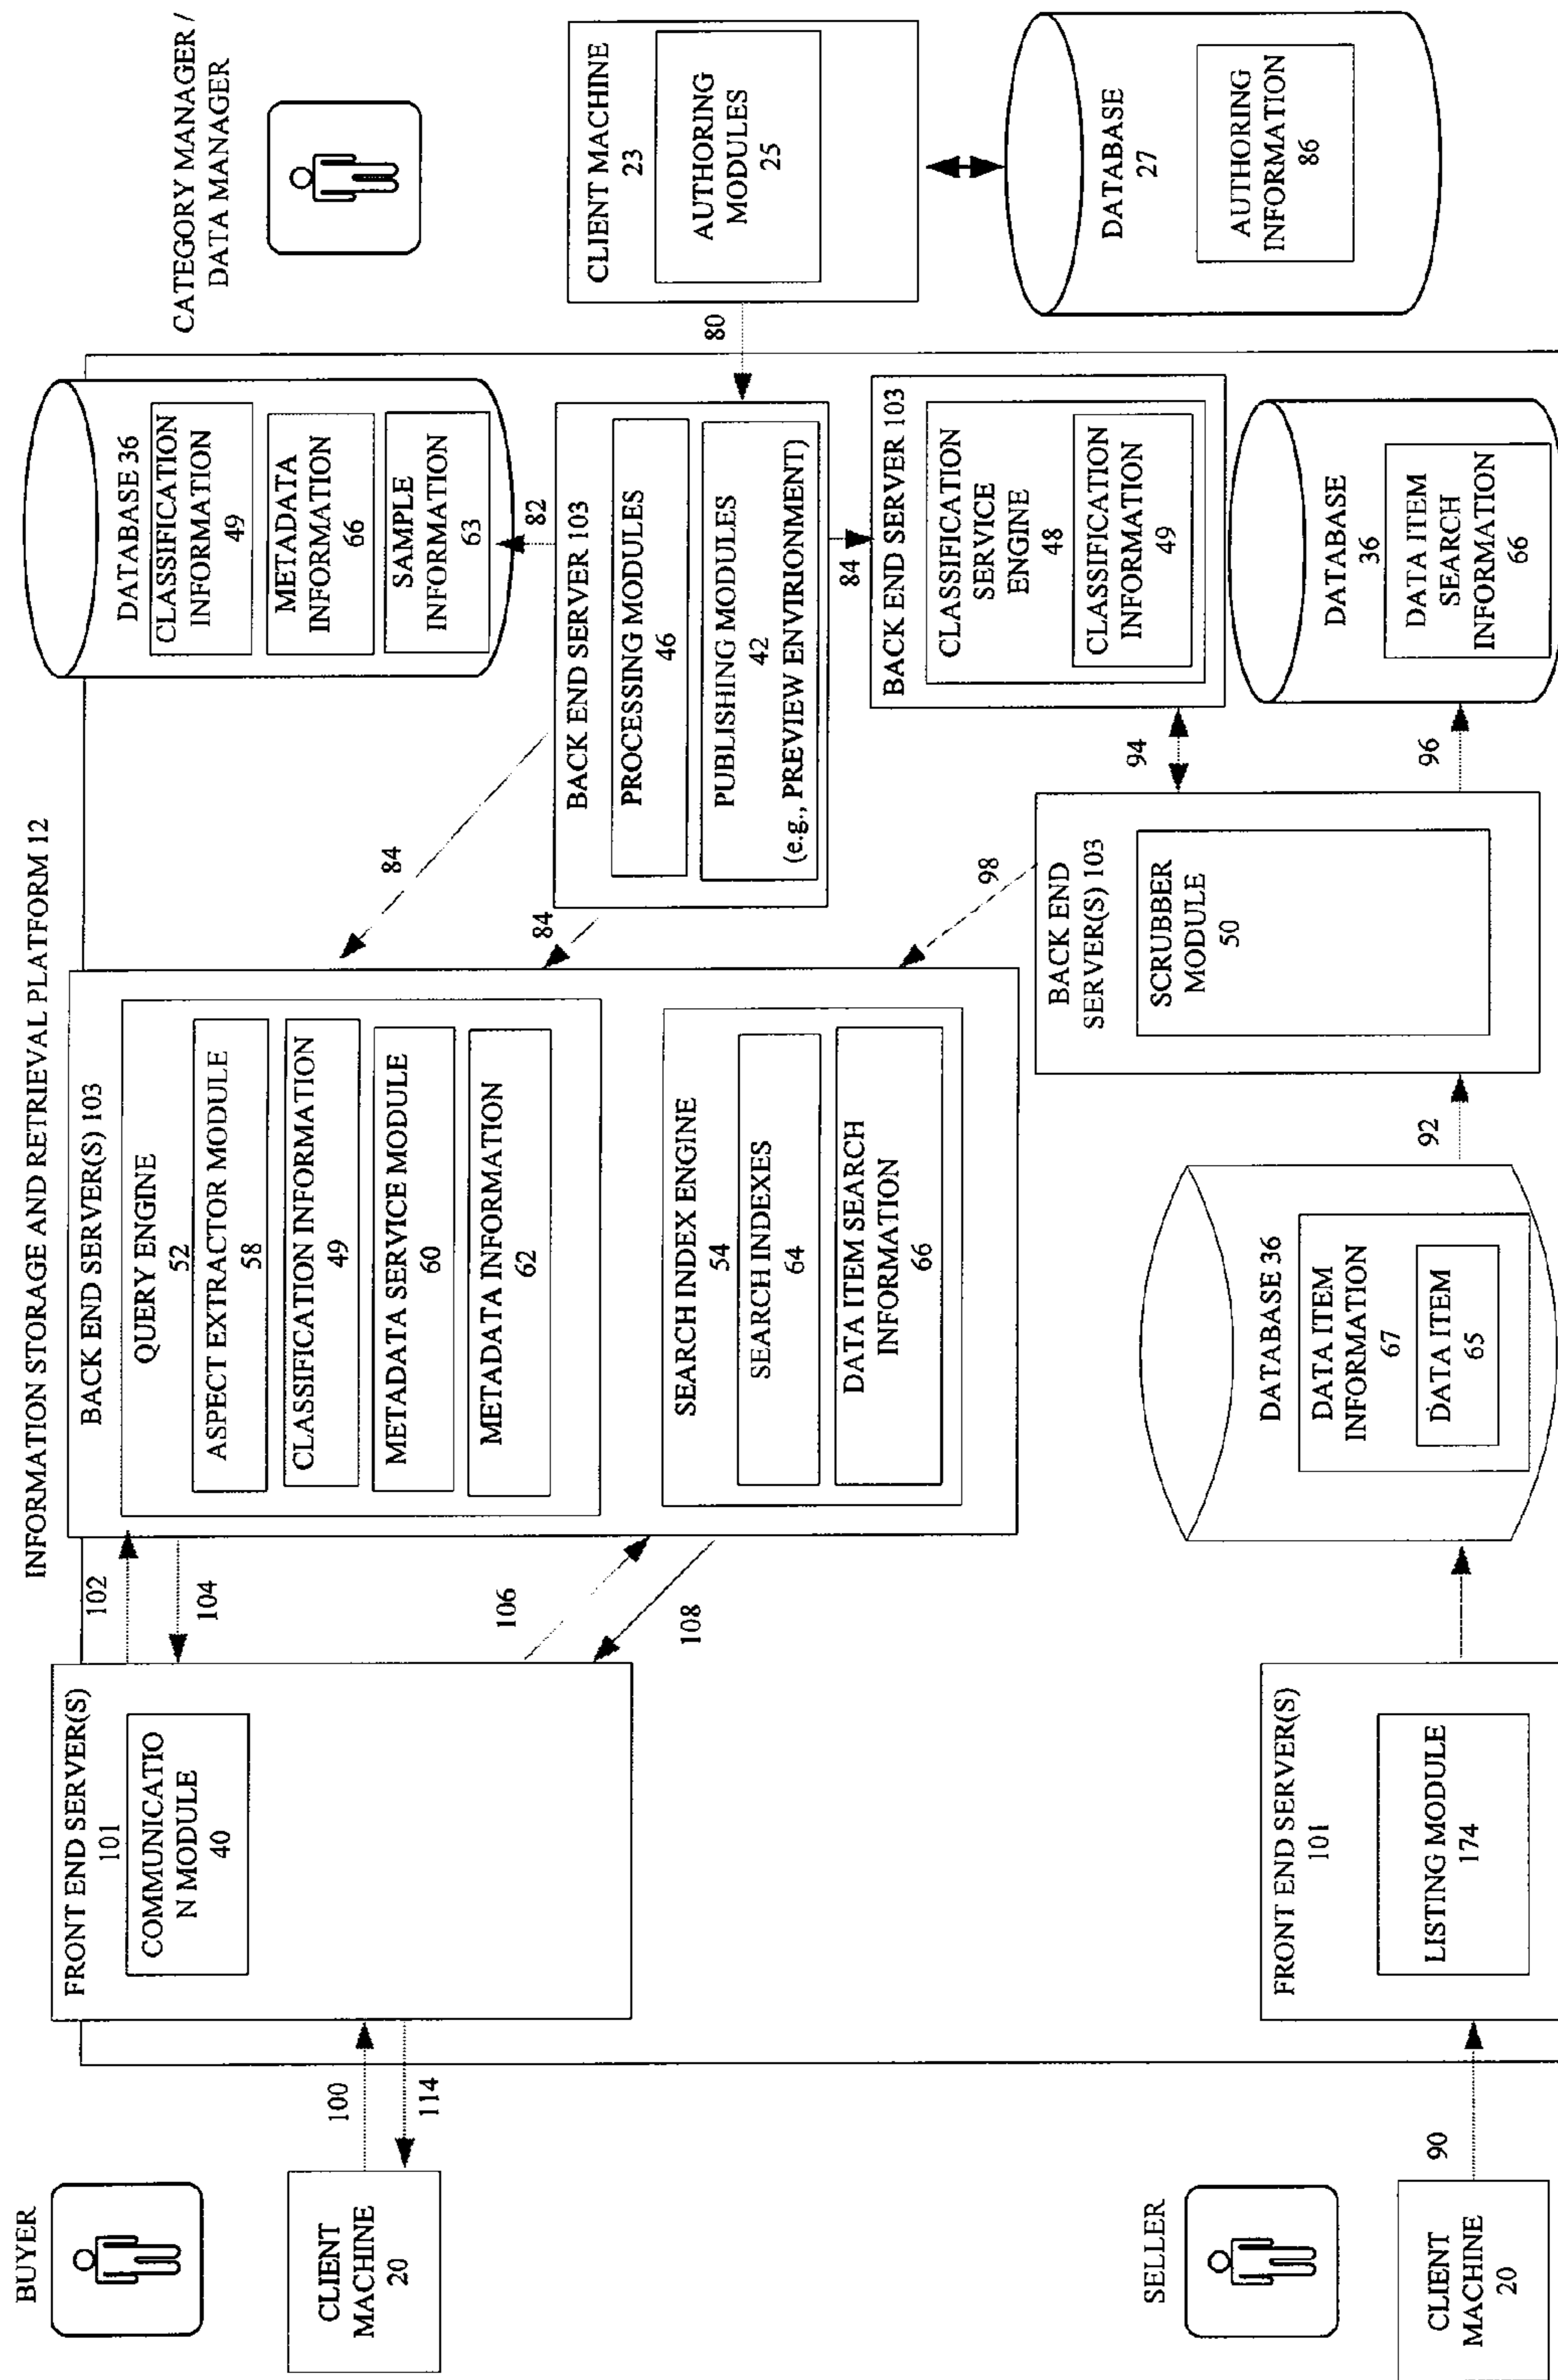 INFORMATION STORAGE AND RETRIEVAL PLATFORM 12
BUYER
CLIENT
MACHINE
20
100
114
FRONT END SERVER(S)
101
COMMUNICATIO
N MODULE
40
102
104
106
108
BACK END SERVER(S) 103
QUERY ENGINE
52
ASPECT EXTRACTOR MODULE
58
CLASSIFICATION INFORMATION
49
METADATA SERVICE MODULE
60
METADATA INFORMATION
62
SEARCH INDEX ENGINE
54
SEARCH INDEXES
64
DATA ITEM SEARCH
INFORMATION
66
84
84
98
DATABASE 36
CLASSIFICATION
INFORMATION
49
METADATA
INFORMATION
66
SAMPLE
INFORMATION
63
82
BACK END SERVER 103
PROCESSING MODULES
46
PUBLISHING MODULES
42
(e.g., PREVIEW ENVIRIONMENT)
84
BACK END SERVER 103
CLASSIFICATION
SERVICE
ENGINE
48
CLASSIFICATION
INFORMATION
49
CATEGORY MANAGER /
DATA MANAGER
80
CLIENT MACHINE
23
AUTHORING
MODULES
25
DATABASE
27
AUTHORING
INFORMATION
86
SELLER
CLIENT
MACHINE
20
90
FRONT END SERVER(S)
101
LISTING MODULE
174
DATABASE 36
DATA ITEM
INFORMATION
67
DATA ITEM
65
92
BACK END
SERVER(S) 103
SCRUBBER
MODULE
50
94
96
DATABASE
36
DATA ITEM
SEARCH
INFORMATION
66